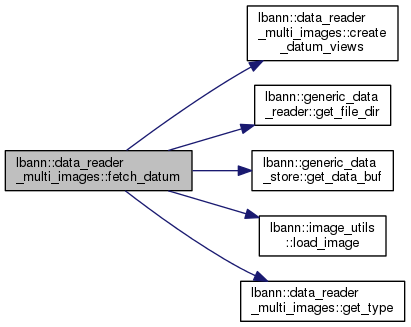 lbann::data_reader
_multi_images::create
_datum_views
lbann::generic_data
_reader::get_file_dir
lbann::data_reader
_multi_images::fetch_datum
lbann::generic_data
_store::get_data_buf
lbann::image_utils
::load_image
lbann::data_reader
_multi_images::get_type